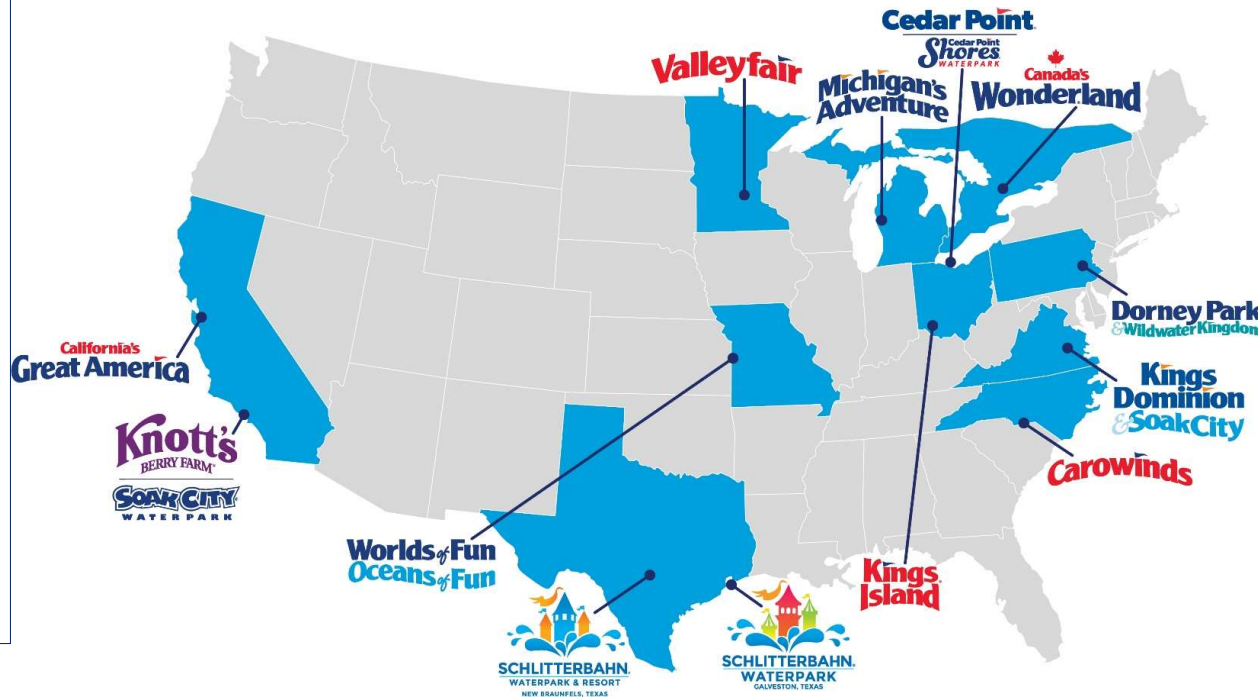 Cedar Point
Cedar Point
Shores
WATERPARK
Valleyfair
Michigan's
Adventure
Canada's
Wonderland
Dorney Park
&Wildwater Kingdom
California's
Great America
Kings
Dominion
&Soak City
Knott's
BERRY FARM
SOAK CITY
WATERPARK
Carowinds
Worlds of Fun
Oceans of Fun
Kings
Island
SCHLITTERBAHN.
WATERPARK & RESORT
NEW BRAUNFELS, TEXAS
SCHLITTERBAHN.
WATERPARK
GALVESTON, TEXAS